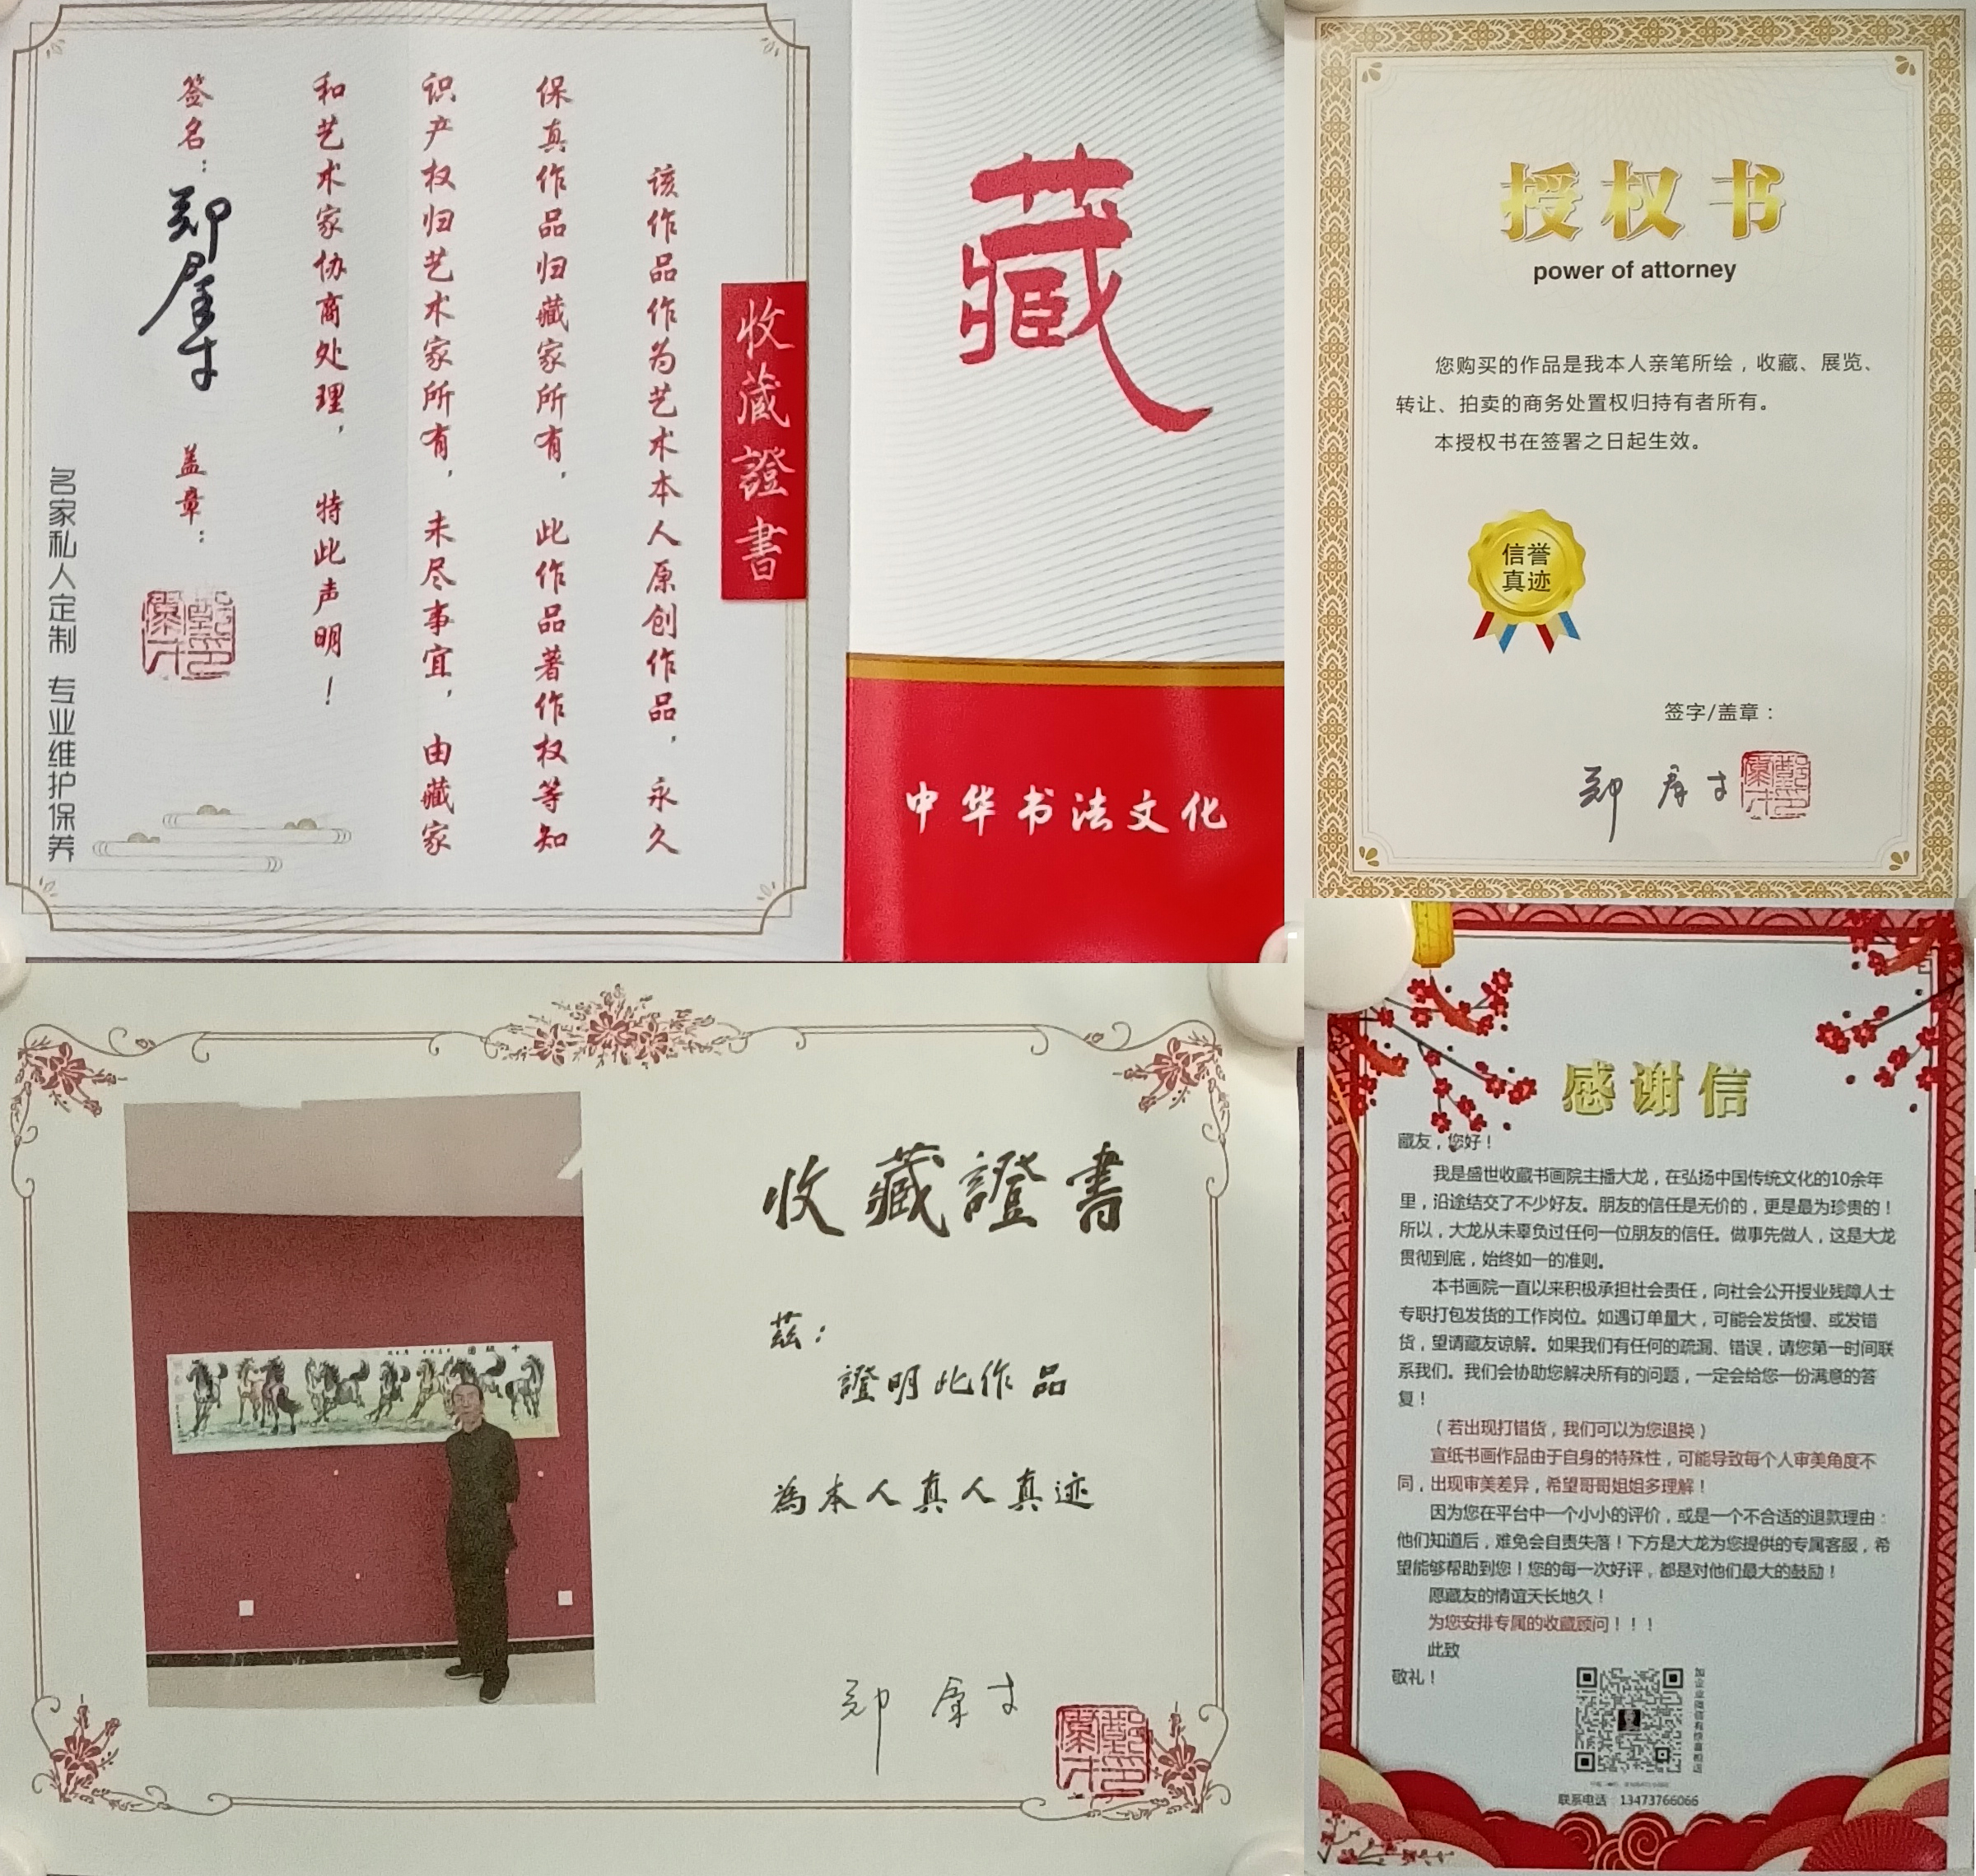 收藏證書
该作品作为艺术本人原创作品，永久
保真作品归藏家所有，此作品著作权等知
识产权归艺术家所有，未尽事宜，由藏家
和艺术家协商处理，特此声明！
签名：
盖章：
名家私人定制 专业维护保养
藏
中华书法文化
授权书
power of attorney
您购买的作品是我本人亲笔所绘，收藏、展览、
转让、拍卖的商务处置权归持有者所有。
本授权书在签署之日起生效。
信誉
真迹
签字/盖章：
收藏證書
茲：
證明此作品
為本人真人真迹
感谢信
藏友，您好！
我是盛世收藏书画院主播大龙，在弘扬中国传统文化的10余年
里，沿途结交了不少好友。朋友的信任是无价的，更是最为珍贵的！
所以，大龙从未辜负过任何一位朋友的信任。做事先做人，这是大龙
贯彻到底，始终如一的准则。
本书画院一直以来积极承担社会责任，向社会公开授业残障人士
专职打包发货的工作岗位。如遇订单量大，可能会发货慢、或发错
货，望请藏友谅解。如果我们有任何的疏漏、错误，请您第一时间联
系我们。我们会协助您解决所有的问题，一定会给您一份满意的答
复！
（若出现打错货，我们可以为您退换）
宣纸书画作品由于自身的特殊性，可能导致每个人审美角度不
同，出现审美差异，希望哥哥姐姐多理解！
因为您在平台中一个小小的评价，或是一个不合适的退款理由：
他们知道后，难免会自责失落！下方是大龙为您提供的专属客服，希
望能够帮助到您！您的每一次好评，都是对他们最大的鼓励！
愿藏友的情谊天长地久！
为您安排专属的收藏顾问！！！
此致
敬礼！
加企业微信有惊喜相送
联系电话：13473766066